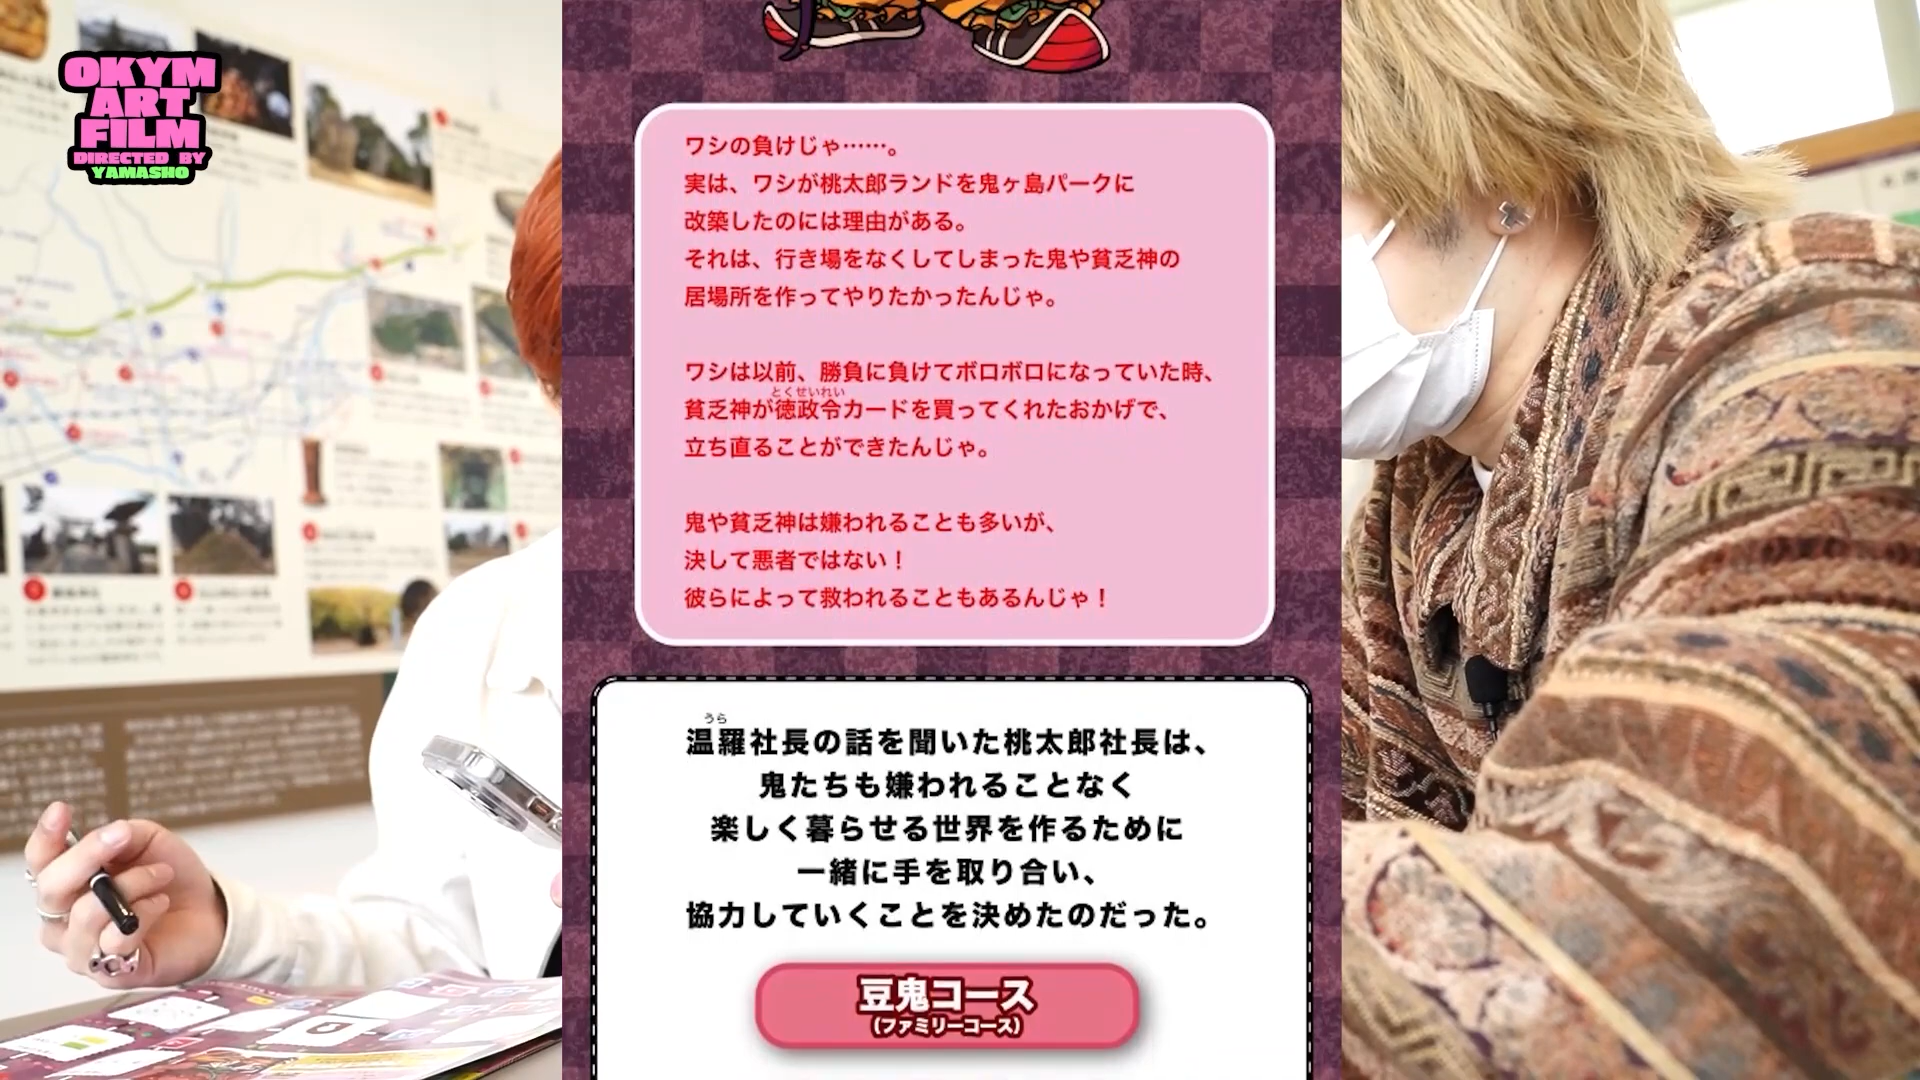 OKYM
ART
FILM
DIRECTED BY
YAMASHO
ワシの負けじゃ……。
実は、ワシが桃太郎ランドを鬼ヶ島パークに
改築したのには理由がある。
それは、行き場をなくしてしまった鬼や貧乏神の
居場所を作ってやりたかったんじゃ。
ワシは以前、勝負に負けてボロボロになっていた時、
とくせいれい
貧乏神が徳政令カードを買ってくれたおかげで、
立ち直ることができたんじゃ。
鬼や貧乏神は嫌われることも多いが、
決して悪者ではない！
彼らによって救われることもあるんじゃ！
うら
温羅社長の話を聞いた桃太郎社長は、
鬼たちも嫌われることなく
楽しく暮らせる世界を作るために
一緒に手を取り合い、
協力していくことを決めたのだった。
豆鬼コース
（ファミリーコース）